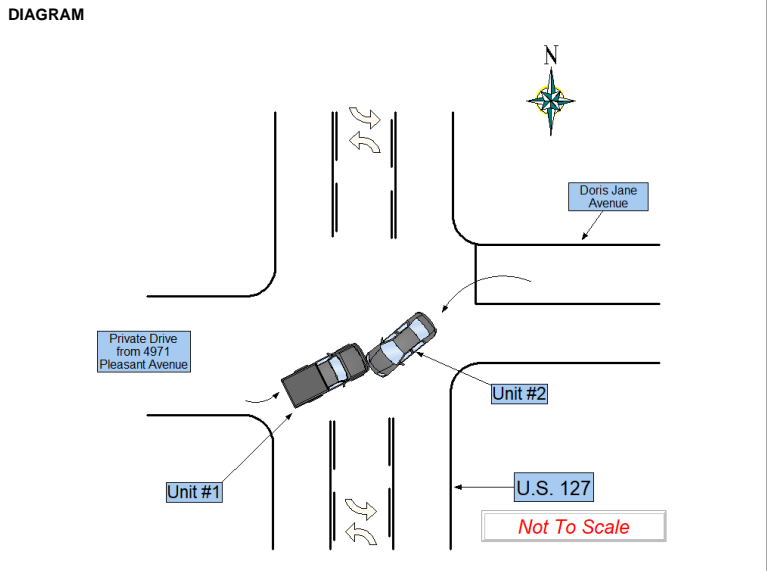 DIAGRAM
N
Doris Jane
Avenue
Private Drive
from 4971
Pleasant Avenue
Unit #2
Unit #1
U.S. 127
Not To Scale